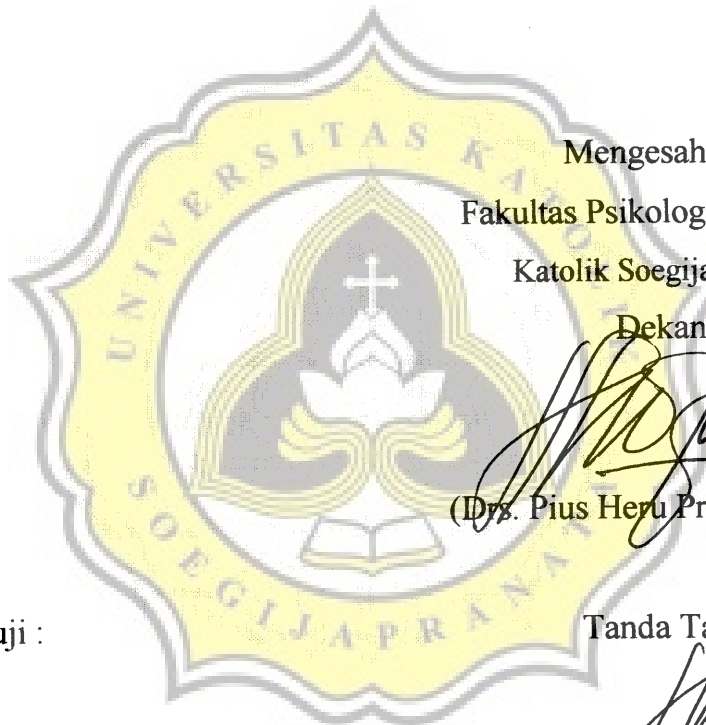 UNIVERSITAS KATOLIK
SOEGIJAPRANATA
Mengesah
Fakultas Psikolog
Katolik Soegija
Dekan
(Drs. Pius Heru Pr
uji :
Tanda Ta